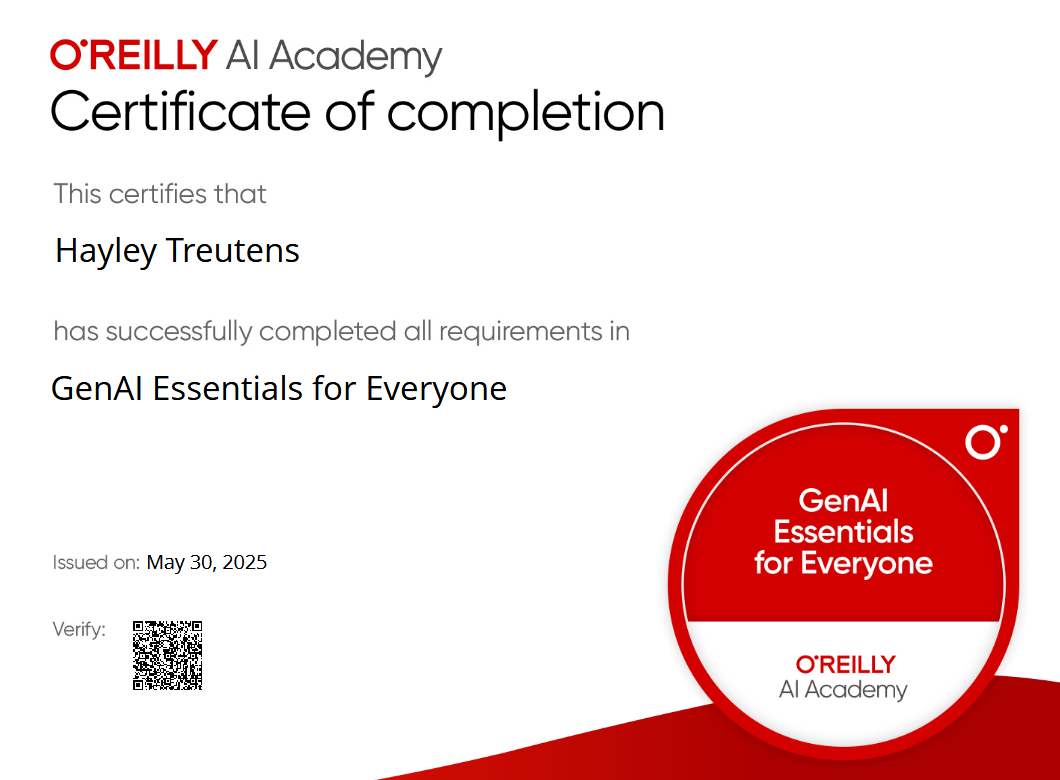 O'REILLY AI Academy
Certificate of completion
This certifies that
Hayley Treutens
has successfully completed all requirements in
GenAI Essentials for Everyone
Issued on: May 30, 2025
Verify:
GenAI
Essentials
for Everyone
O'REILLY
AI Academy